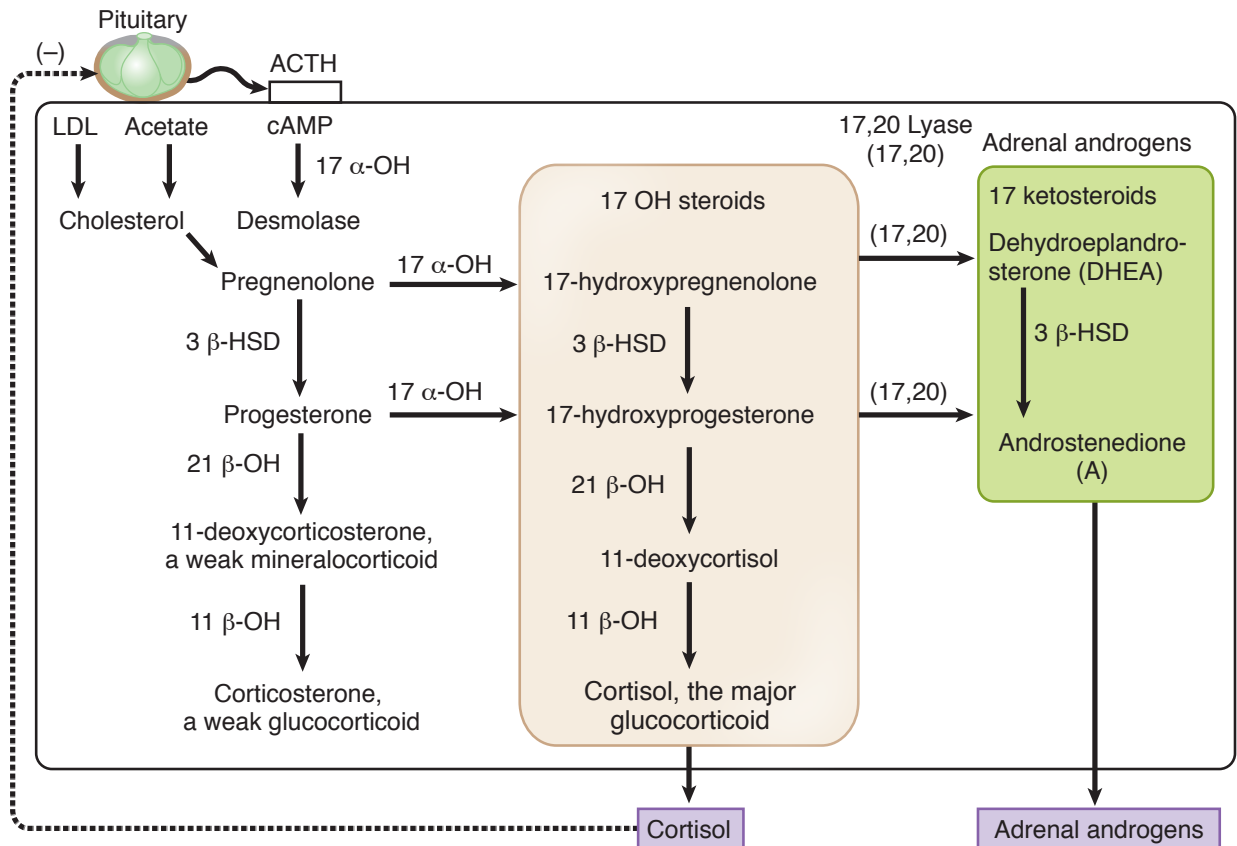 Pituitary
(–)
ACTH
LDL
Acetate
cAMP
17 α-OH
Cholesterol
Desmolase
Pregnenolone
17 α-OH
3 β-HSD
Progesterone
17 α-OH
21 β-OH
11-deoxycorticosterone,
a weak mineralocorticoid
11 β-OH
Corticosterone,
a weak glucocorticoid
17 OH steroids
17-hydroxypregnenolone
3 β-HSD
17-hydroxyprogesterone
21 β-OH
11-deoxycortisol
11 β-OH
Cortisol, the major
glucocorticoid
17,20 Lyase
(17,20)
(17,20)
(17,20)
Adrenal androgens
17 ketosteroids
Dehydroeplandro-
sterone (DHEA)
3 β-HSD
Androstenedione
(A)
Cortisol
Adrenal androgens